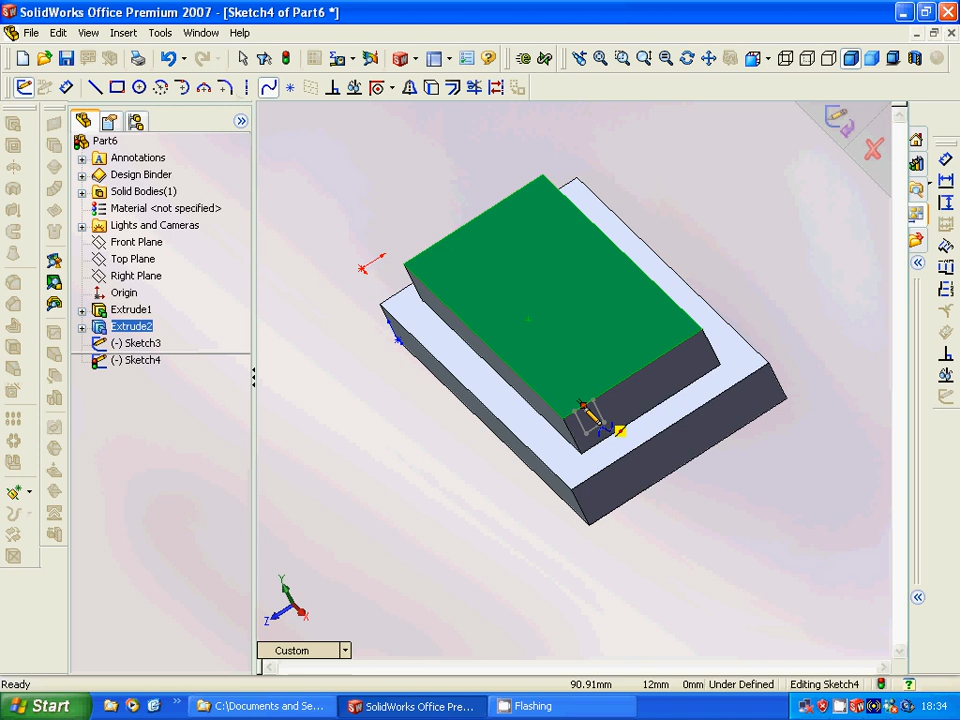 SolidWorks Office Premium 2007 - [Sketch4 of Part6 *]
File Edit View Insert Tools Window Help
Part6
Annotations
Design Binder
Solid Bodies(1)
Material <not specified>
Lights and Cameras
Front Plane
Top Plane
Right Plane
Origin
Extrude1
Extrude2
(-) Sketch3
(-) Sketch4
Y
Z
X
Custom
Ready
90.91mm 12mm 0mm Under Defined Editing Sketch4
Start C:\Documents and Se... SolidWorks Office Pre... Flashing 18:34